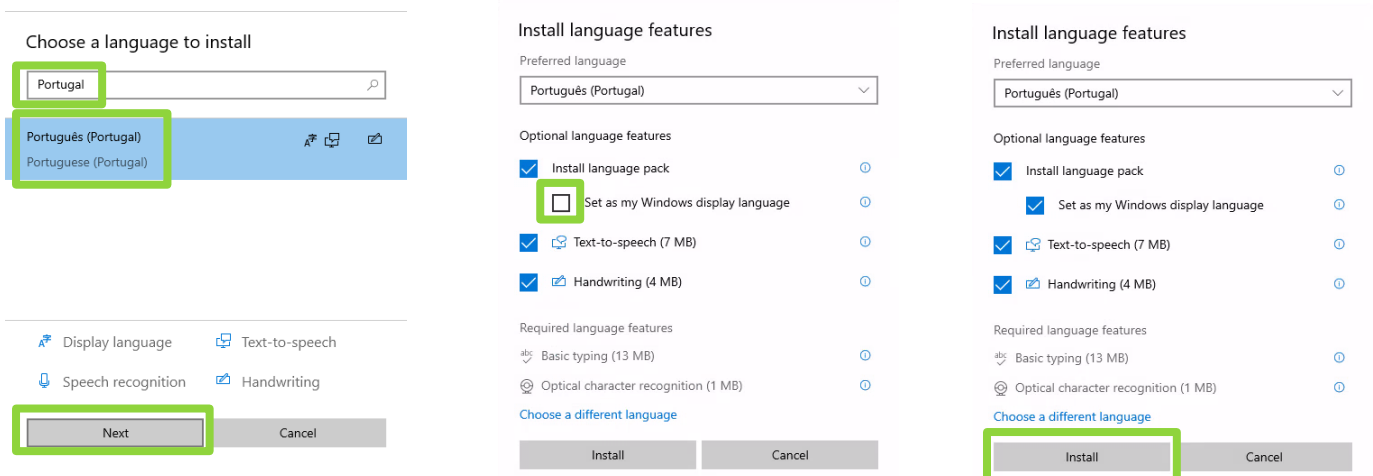 Choose a language to install
Portugal
Português (Portugal)
Portuguese (Portugal)
Display language
Text-to-speech
Speech recognition
Handwriting
Next
Cancel
Install language features
Preferred language
Português (Portugal)
Optional language features
Install language pack
Set as my Windows display language
Text-to-speech (7 MB)
Handwriting (4 MB)
Required language features
abc Basic typing (13 MB)
Optical character recognition (1 MB)
Choose a different language
Install
Cancel
Install language features
Preferred language
Português (Portugal)
Optional language features
Install language pack
Set as my Windows display language
Text-to-speech (7 MB)
Handwriting (4 MB)
Required language features
abc Basic typing (13 MB)
Optical character recognition (1 MB)
Choose a different language
Install
Cancel